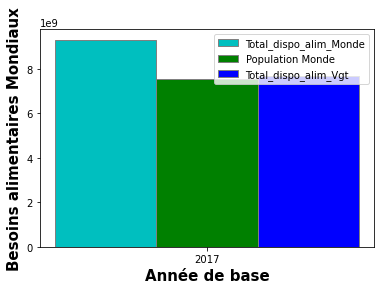 1e9
Total_dispo_alim_Monde
Population Monde
Total_dispo_alim_Vgt
Besoins alimentaires Mondiaux
8
6
4
2
0
2017
Année de base